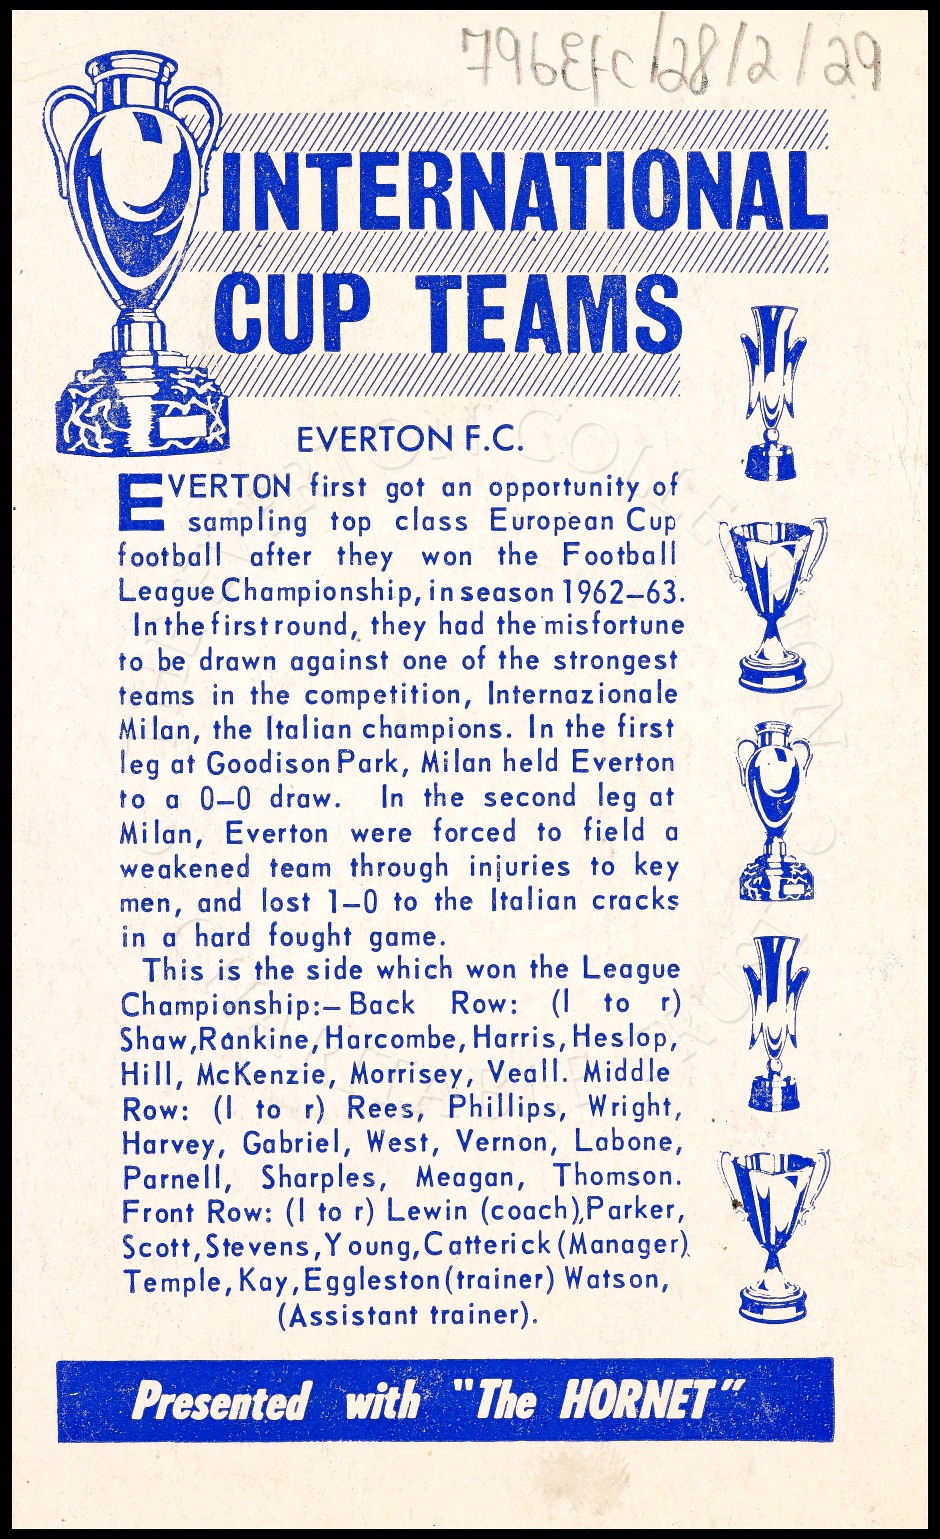 796EFC/28/2/29
INTERNATIONAL
CUP TEAMS
EVERTON F.C.
EVERTON first got an opportunity of
sampling top class European Cup
football after they won the Football
League Championship, in season 1962–63.
In the first round, they had the misfortune
to be drawn against one of the strongest
teams in the competition, Internazionale
Milan, the Italian champions. In the first
leg at Goodison Park, Milan held Everton
to a 0–0 draw. In the second leg at
Milan, Everton were forced to field a
weakened team through injuries to key
men, and lost 1–0 to the Italian cracks
in a hard fought game.
This is the side which won the League
Championship:– Back Row: (l to r)
Shaw, Rankine, Harcombe, Harris, Heslop,
Hill, McKenzie, Morrisey, Veall. Middle
Row: (l to r) Rees, Phillips, Wright,
Harvey, Gabriel, West, Vernon, Labone,
Parnell, Sharples, Meagan, Thomson.
Front Row: (l to r) Lewin (coach), Parker,
Scott, Stevens, Young, Catterick (Manager)
Temple, Kay, Eggleston (trainer) Watson,
(Assistant trainer).
Presented with "The HORNET"